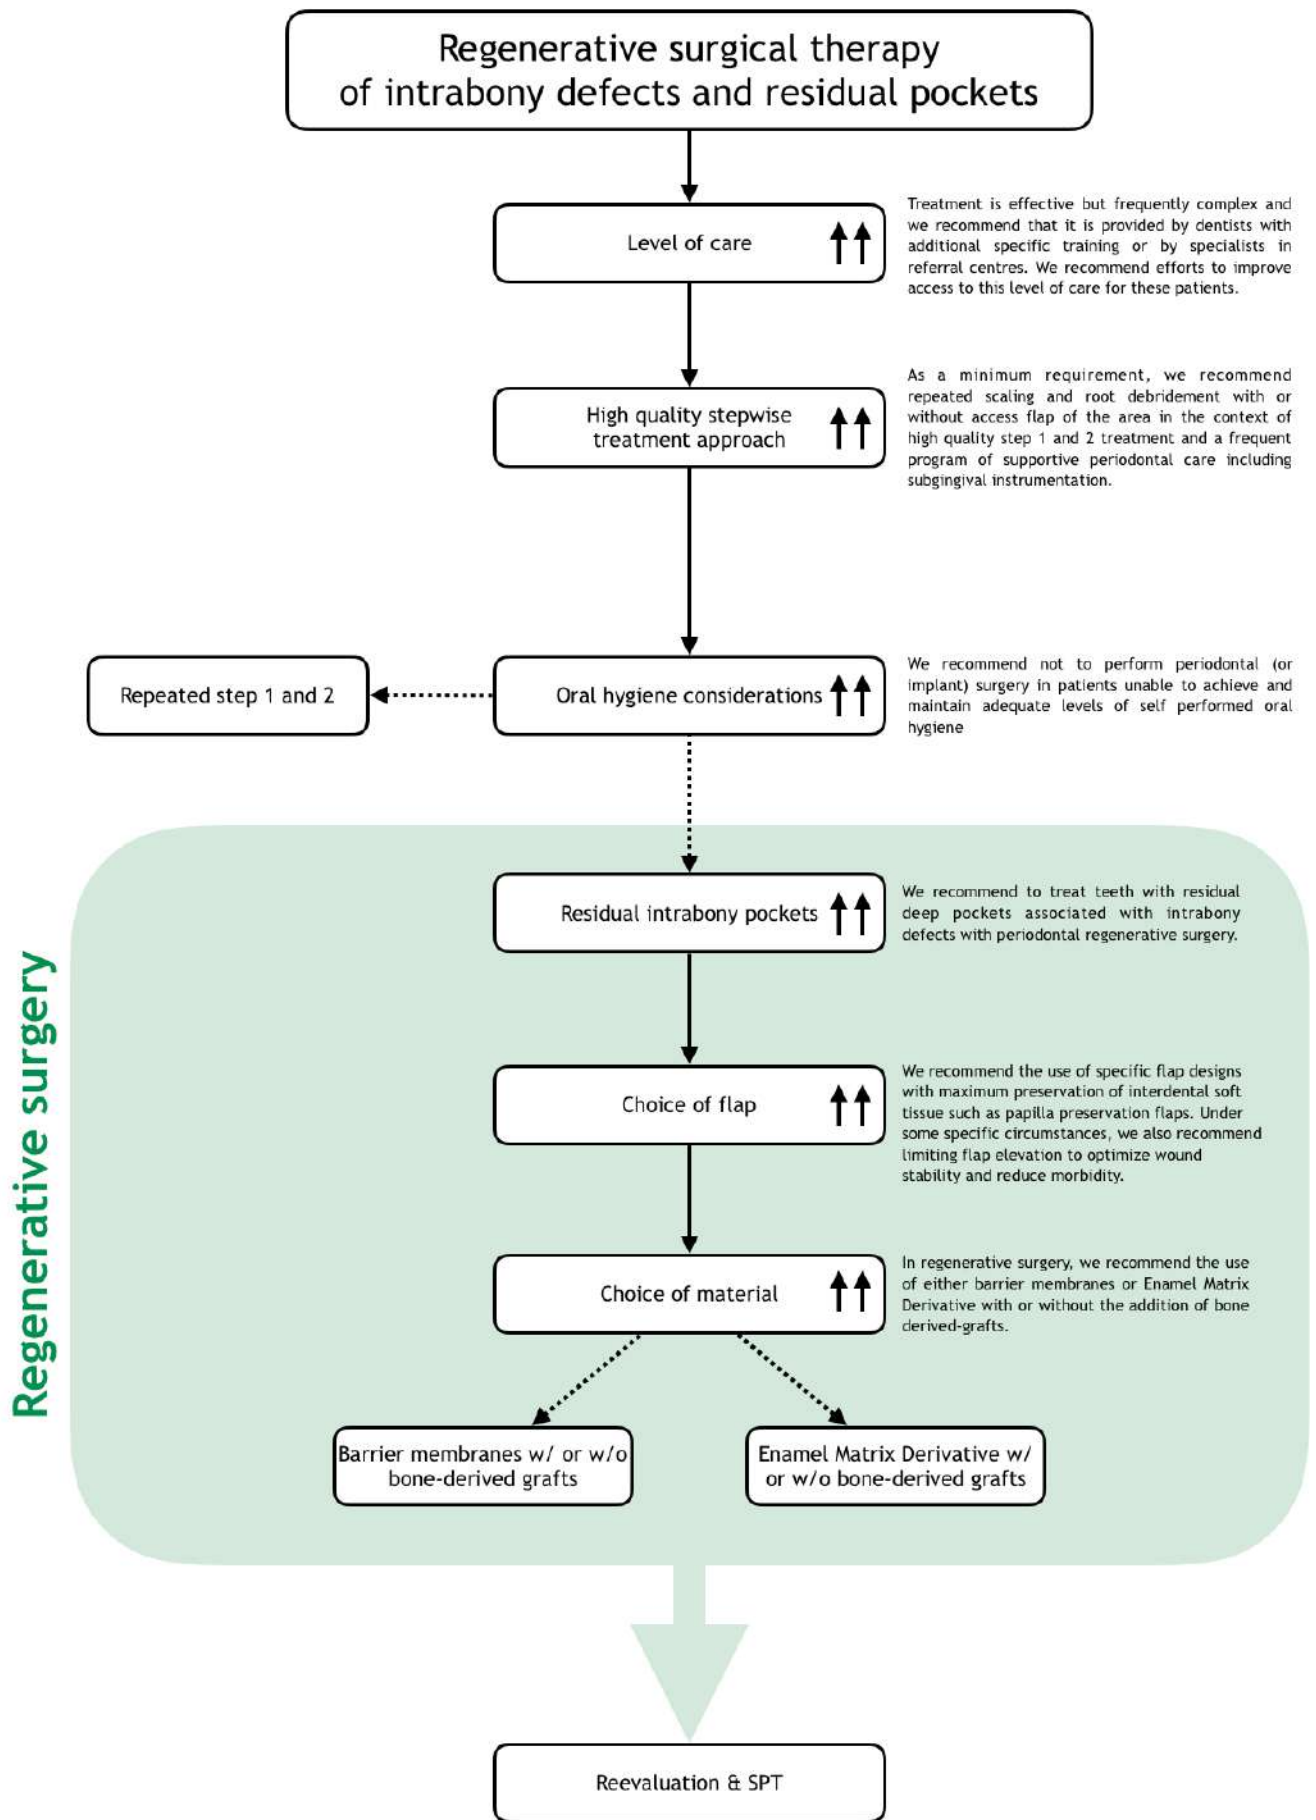 Regenerative surgical therapy
of intrabony defects and residual pockets
Level of care
Treatment is effective but frequently complex and
we recommend that it is provided by dentists with
additional specific training or by specialists in
referral centres. We recommend efforts to improve
access to this level of care for these patients.
High quality stepwise
treatment approach
As a minimum requirement, we recommend
repeated scaling and root debridement with or
without access flap of the area in the context of
high quality step 1 and 2 treatment and a frequent
program of supportive periodontal care including
subgingival instrumentation.
Repeated step 1 and 2
Oral hygiene considerations
We recommend not to perform periodontal (or
implant) surgery in patients unable to achieve and
maintain adequate levels of self performed oral
hygiene
Regenerative surgery
Residual intrabony pockets
We recommend to treat teeth with residual
deep pockets associated with intrabony
defects with periodontal regenerative surgery.
Choice of flap
We recommend the use of specific flap designs
with maximum preservation of interdental soft
tissue such as papilla preservation flaps. Under
some specific circumstances, we also recommend
limiting flap elevation to optimize wound
stability and reduce morbidity.
Choice of material
In regenerative surgery, we recommend the use
of either barrier membranes or Enamel Matrix
Derivative with or without the addition of bone
derived-grafts.
Barrier membranes w/ or w/o
bone-derived grafts
Enamel Matrix Derivative w/
or w/o bone-derived grafts
Reevaluation & SPT